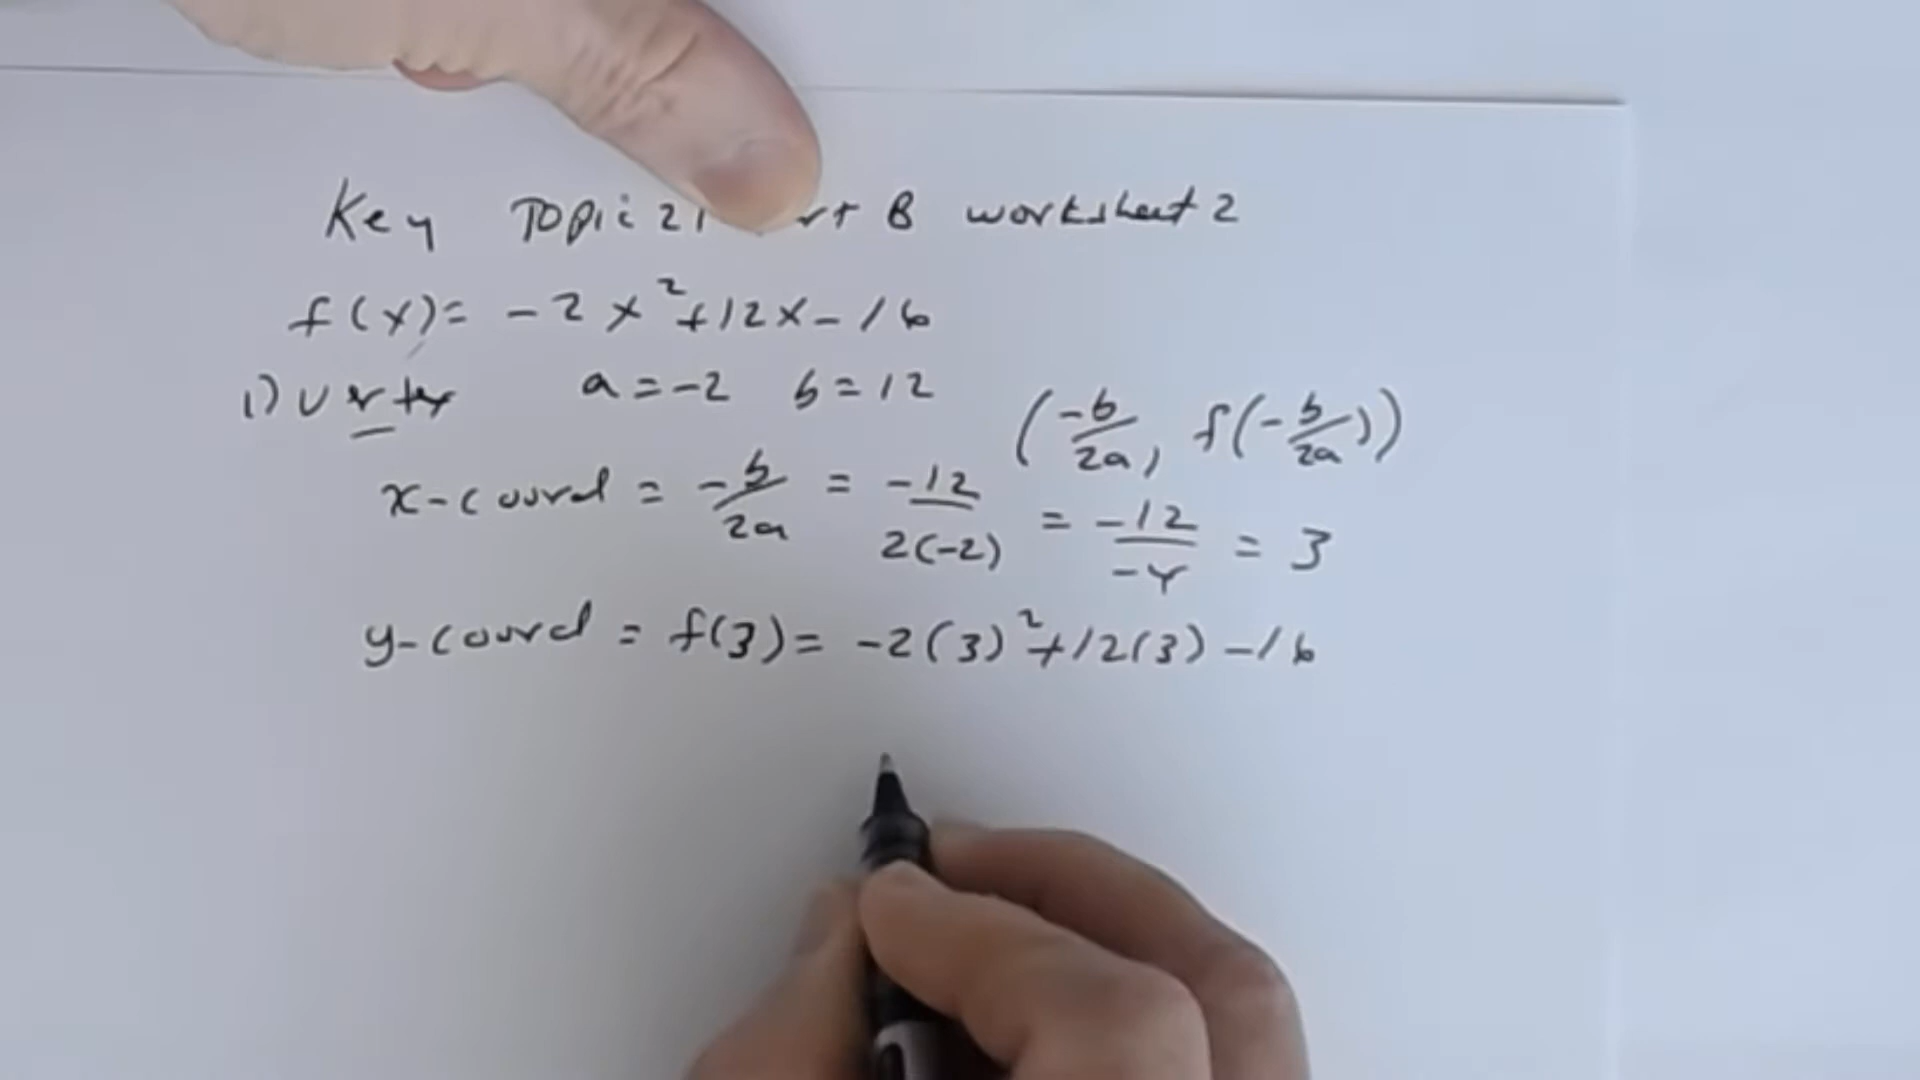 Key Topic 21 B worksheet 2
f(x)= -2x²+12x-16
1) Vertex a=-2 b=12
(-b/2a, f(-b/2a))
x-coord = -b/2a = -12/2(-2) = -12/-4 = 3
y-coord = f(3)= -2(3)²+12(3)-16